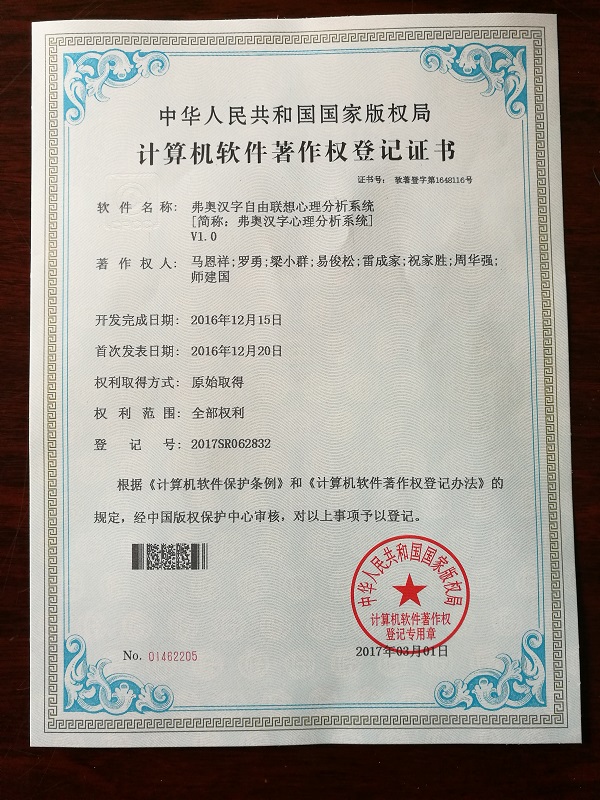 中华人民共和国国家版权局
计算机软件著作权登记证书
证书号： 软著登字第1648116号
软件名称： 弗奥汉字自由联想心理分析系统
[简称：弗奥汉字心理分析系统]
V1.0
著作权人： 马恩祥;罗勇;梁小群;易俊松;雷成家;祝家胜;周华强;
师建国
开发完成日期： 2016年12月15日
首次发表日期： 2016年12月20日
权利取得方式： 原始取得
权利范围： 全部权利
登记号： 2017SR062832
根据《计算机软件保护条例》和《计算机软件著作权登记办法》的
规定，经中国版权保护中心审核，对以上事项予以登记。
中华人民共和国国家版权局
计算机软件著作权
登记专用章
No. 01462205
2017年03月01日